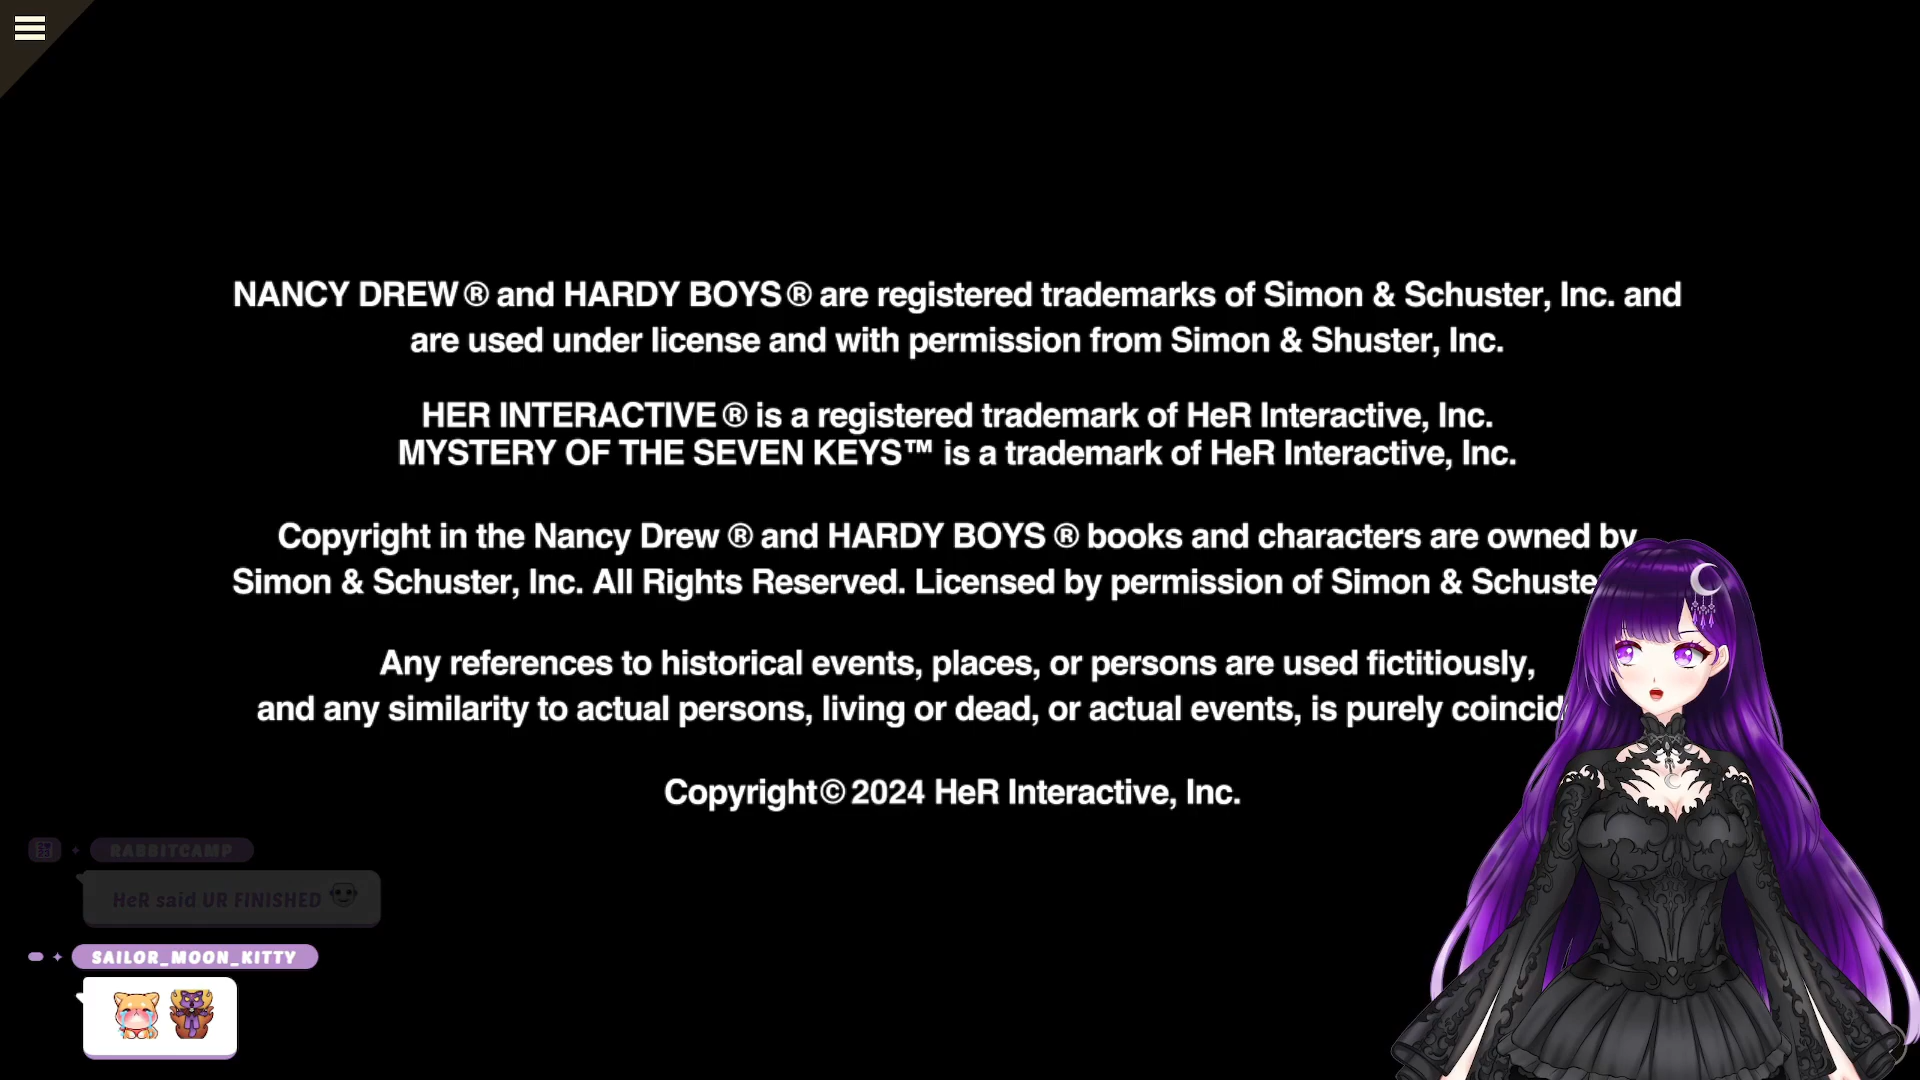 NANCY DREW® and HARDY BOYS® are registered trademarks of Simon & Schuster, Inc. and
are used under license and with permission from Simon & Shuster, Inc.
HER INTERACTIVE® is a registered trademark of HeR Interactive, Inc.
MYSTERY OF THE SEVEN KEYS™ is a trademark of HeR Interactive, Inc.
Copyright in the Nancy Drew ® and HARDY BOYS ® books and characters are owned by
Simon & Schuster, Inc. All Rights Reserved. Licensed by permission of Simon & Schuste
Any references to historical events, places, or persons are used fictitiously,
and any similarity to actual persons, living or dead, or actual events, is purely coincid
Copyright© 2024 HeR Interactive, Inc.
RABBITCAMP
HeR said UR FINISHED
SAILOR_MOON_KITTY